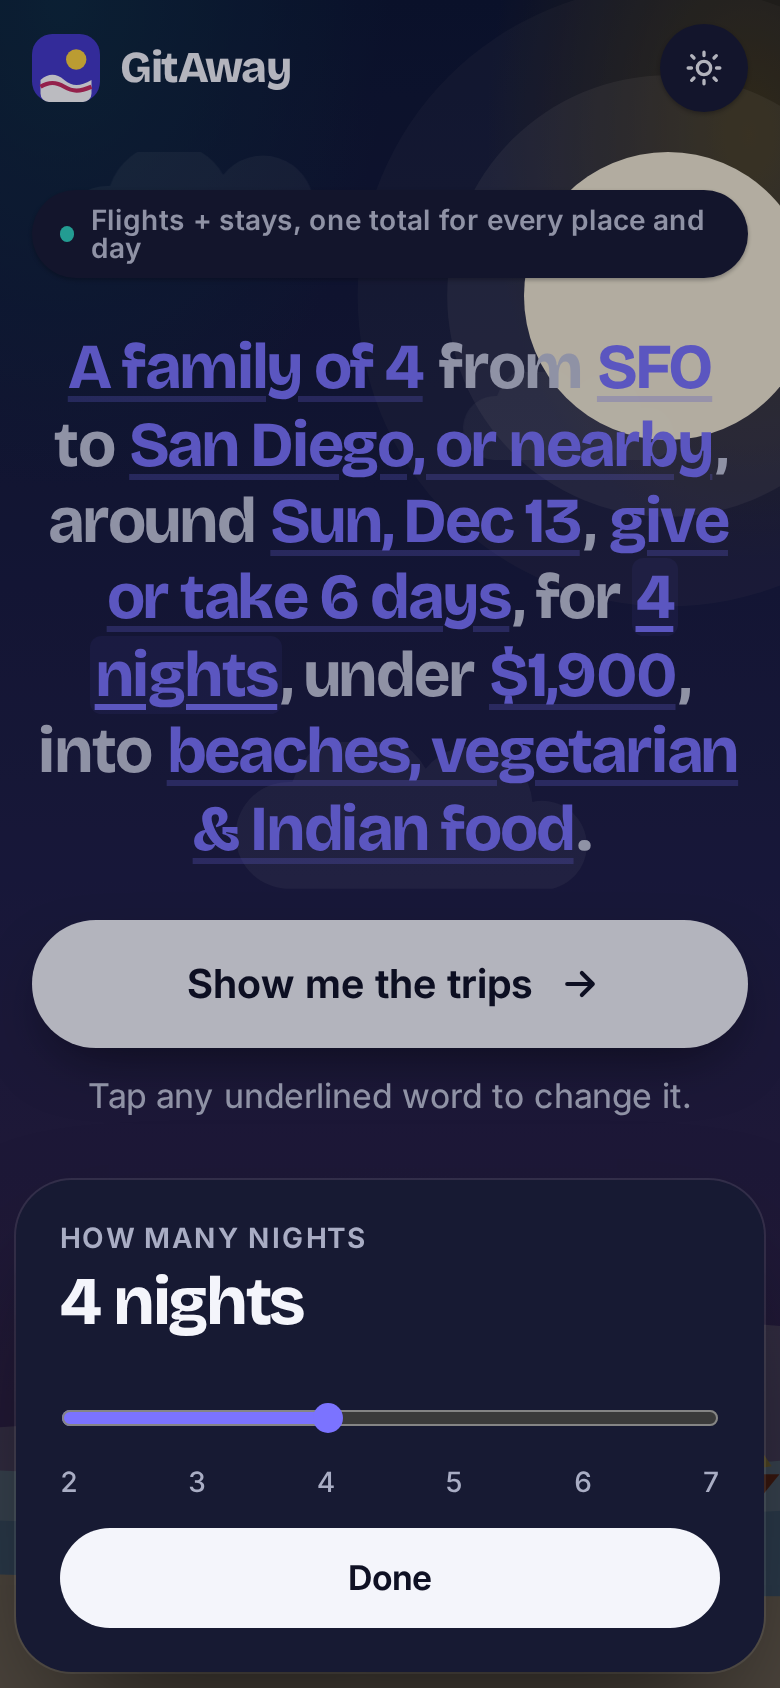 GitAway
Flights + stays, one total for every place and
day
A family of 4 from SFO
to San Diego, or nearby,
around Sun, Dec 13, give
or take 6 days, for 4
nights, under $1,900,
into beaches, vegetarian
& Indian food.
Show me the trips →
Tap any underlined word to change it.
HOW MANY NIGHTS
4 nights
2 3 4 5 6 7
Done